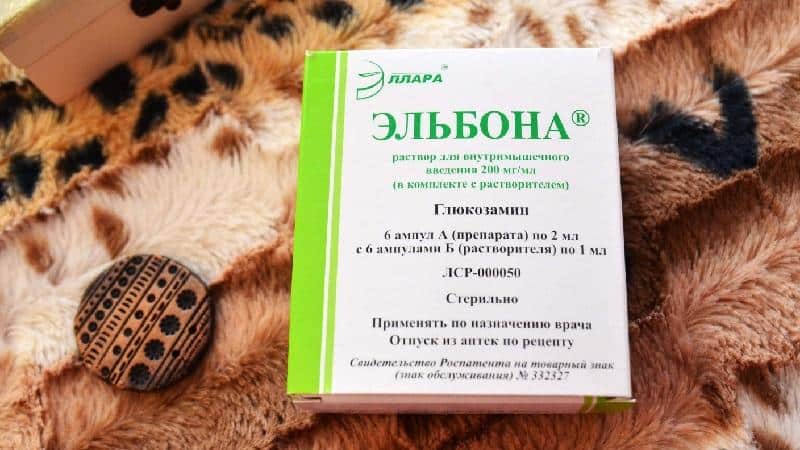 ЭЛЛАРА®
ЭЛЬБОНА®
раствор для внутримышечного
введения 200 мг/мл
(в комплекте с растворителем)
Глюкозамин
6 ампул А (препарата) по 2 мл
с 6 ампулами Б (растворителя) по 1 мл
ЛСР-000050
Стерильно
Применять по назначению врача
Отпуск из аптек по рецепту
Свидетельство Роспатента на товарный знак
(знак обслуживания) № 332327